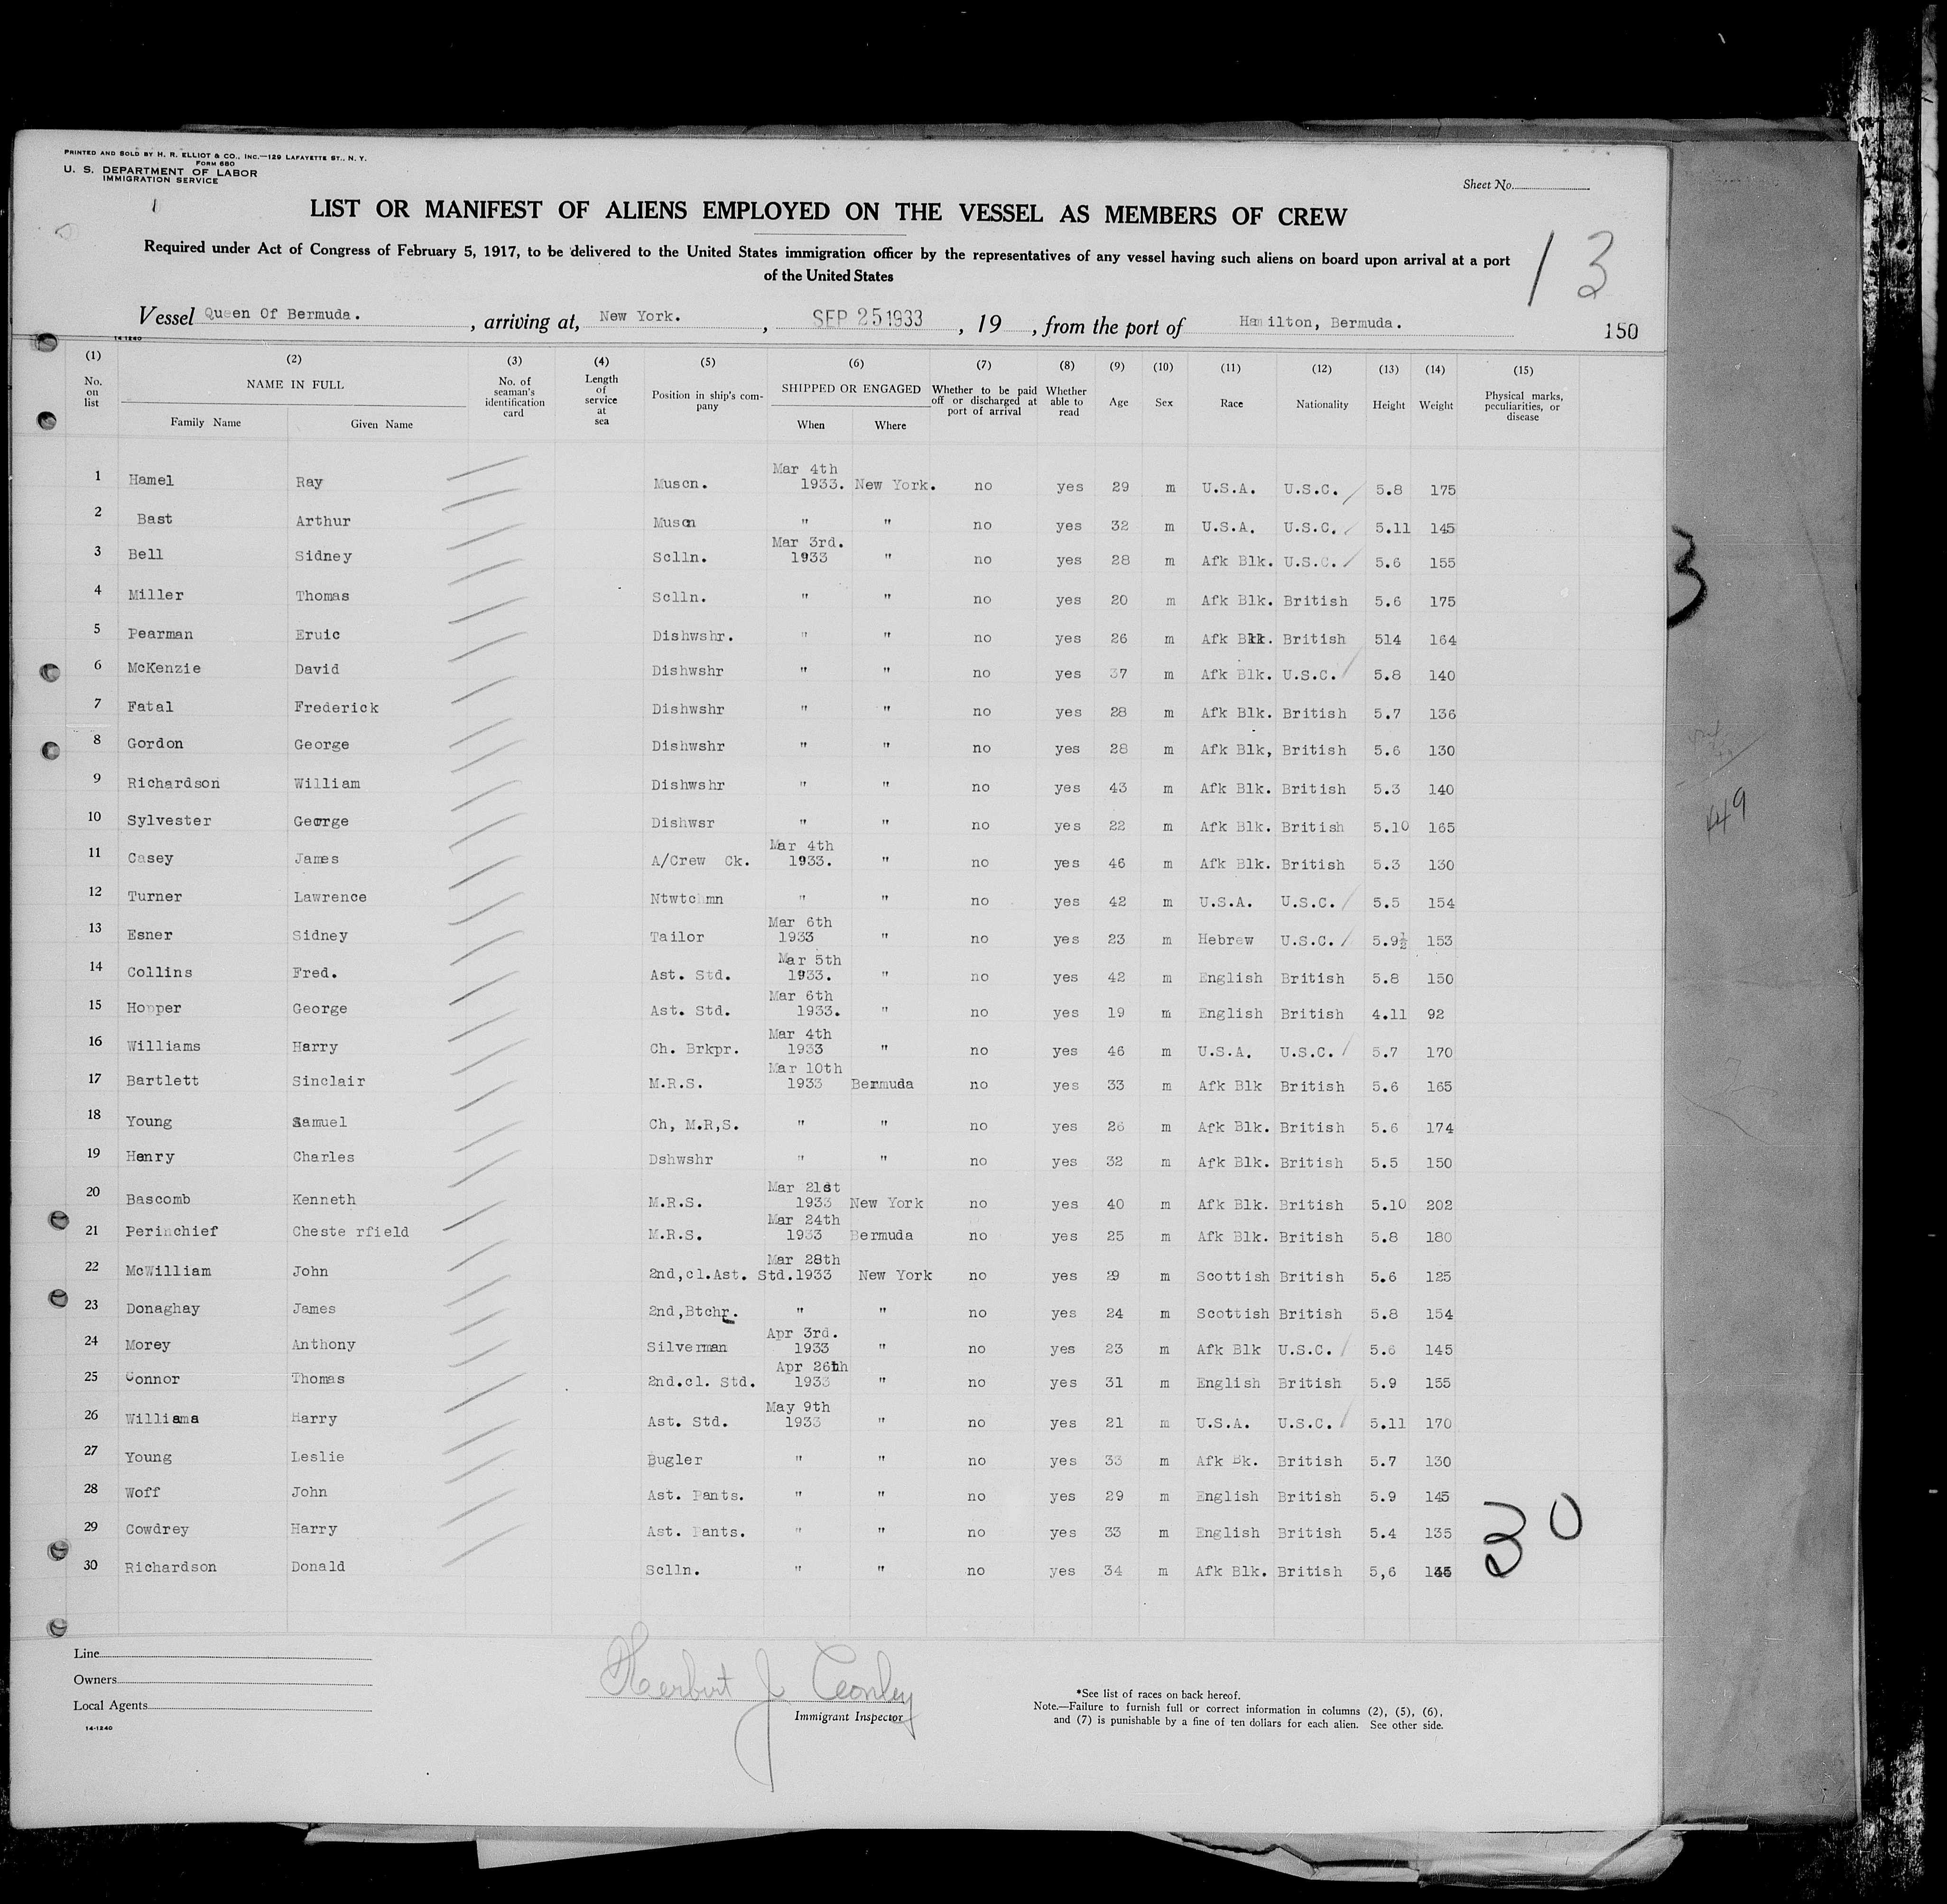 PRINTED AND SOLD BY H. R. ELLIOT & CO., INC.—129 LAFAYETTE ST., N. Y.
FORM 680
U. S. DEPARTMENT OF LABOR
IMMIGRATION SERVICE
Sheet No.
LIST OR MANIFEST OF ALIENS EMPLOYED ON THE VESSEL AS MEMBERS OF CREW
Required under Act of Congress of February 5, 1917, to be delivered to the United States immigration officer by the representatives of any vessel having such aliens on board upon arrival at a port
of the United States
13
Vessel Queen Of Bermuda. , arriving at, New York. , SEP 25 1933 , 19 , from the port of Hamilton, Bermuda.
150
14-1240
(1) (2) (3) (4) (5) (6) (7) (8) (9) (10) (11) (12) (13) (14) (15)
No. on list NAME IN FULL Family Name Given Name No. of seaman's identification card Length of service at sea Position in ship's company SHIPPED OR ENGAGED When Where Whether to be paid off or discharged at port of arrival Whether able to read Age Sex Race Nationality Height Weight Physical marks, peculiarities, or disease
1 Hamel Ray Muscn. Mar 4th 1933. New York. no yes 29 m U.S.A. U.S.C. 5.8 175
2 Bast Arthur Muscn " " no yes 32 m U.S.A. U.S.C. 5.11 145
3 Bell Sidney Sclln. Mar 3rd. 1933 " no yes 28 m Afk Blk. U.S.C. 5.6 155
4 Miller Thomas Sclln. " " no yes 20 m Afk Blk. British 5.6 175
5 Pearman Eruic Dishwshr. " " no yes 26 m Afk Blk. British 514 164
6 McKenzie David Dishwshr " " no yes 37 m Afk Blk. U.S.C. 5.8 140
7 Fatal Frederick Dishwshr " " no yes 28 m Afk Blk. British 5.7 136
8 Gordon George Dishwshr " " no yes 28 m Afk Blk, British 5.6 130
9 Richardson William Dishwshr " " no yes 43 m Afk Blk. British 5.3 140
10 Sylvester George Dishwsr " " no yes 22 m Afk Blk. British 5.10 165
11 Casey James A/Crew Ck. Mar 4th 1933. " no yes 46 m Afk Blk. British 5.3 130
12 Turner Lawrence Ntwtchmn " " no yes 42 m U.S.A. U.S.C. 5.5 154
13 Esner Sidney Tailor Mar 6th 1933 " no yes 23 m Hebrew U.S.C. 5.9½ 153
14 Collins Fred. Ast. Std. Mar 5th 1933. " no yes 42 m English British 5.8 150
15 Hopper George Ast. Std. Mar 6th 1933. " no yes 19 m English British 4.11 92
16 Williams Harry Ch. Brkpr. Mar 4th 1933 " no yes 46 m U.S.A. U.S.C. 5.7 170
17 Bartlett Sinclair M.R.S. Mar 10th 1933 Bermuda no yes 33 m Afk Blk British 5.6 165
18 Young Samuel Ch, M.R,S. " " no yes 26 m Afk Blk. British 5.6 174
19 Henry Charles Dshwshr " " no yes 32 m Afk Blk. British 5.5 150
20 Bascomb Kenneth M.R.S. Mar 21st 1933 New York no yes 40 m Afk Blk. British 5.10 202
21 Perinchief Cheste rfield M.R.S. Mar 24th 1933 Bermuda no yes 25 m Afk Blk. British 5.8 180
22 McWilliam John 2nd,cl.Ast. Std. Mar 28th 1933 New York no yes 29 m Scottish British 5.6 125
23 Donaghay James 2nd,Btchr. " " no yes 24 m Scottish British 5.8 154
24 Morey Anthony Silverman Apr 3rd. 1933 " no yes 23 m Afk Blk U.S.C. 5.6 145
25 Connor Thomas 2nd.cl. Std. Apr 26th 1933 " no yes 31 m English British 5.9 155
26 Williama Harry Ast. Std. May 9th 1933 " no yes 21 m U.S.A. U.S.C. 5.11 170
27 Young Leslie Bugler " " no yes 33 m Afk Bk. British 5.7 130
28 Woff John Ast. Pants. " " no yes 29 m English British 5.9 145
29 Cowdrey Harry Ast. Pants. " " no yes 33 m English British 5.4 135
30 Richardson Donald Sclln. " " no yes 34 m Afk Blk. British 5,6
30
3
49
Line
Owners
Local Agents
14-1240
Herbert J Conley
Immigrant Inspector
*See list of races on back hereof.
Note.—Failure to furnish full or correct information in columns (2), (5), (6),
and (7) is punishable by a fine of ten dollars for each alien. See other side.